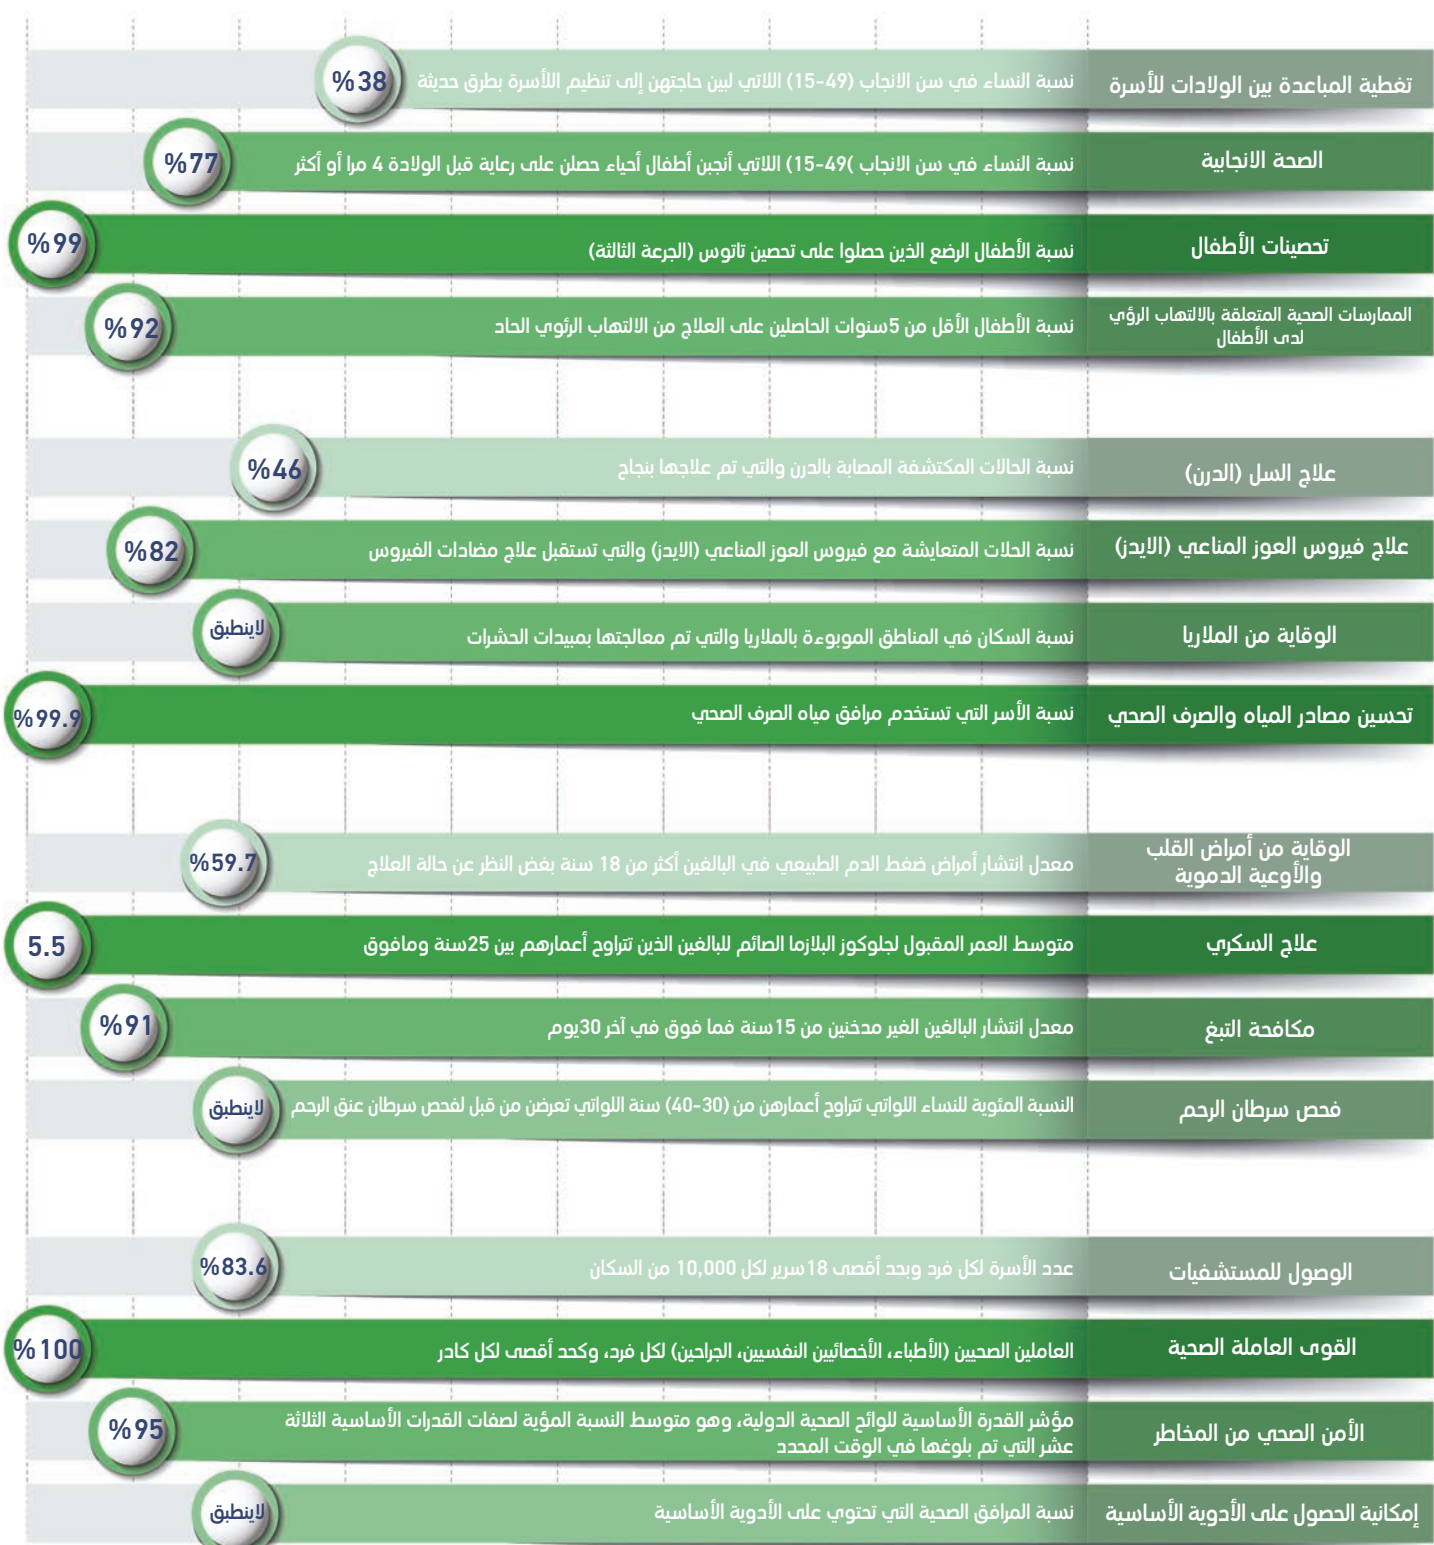 تغطية المباعدة بين الولادات للأسرة
نسبة النساء في سن الانجاب (49-15) اللاتي لبين حاجتهن إلى تنظيم الأسرة بطرق حديثة
%38
الصحة الانجابية
نسبة النساء في سن الانجاب )49-15) اللاتي أنجبن أطفال أحياء حصلن على رعاية قبل الولادة 4 مرا أو أكثر
%77
تحصينات الأطفال
نسبة الأطفال الرضع الذين حصلوا على تحصين تاتوس (الجرعة الثالثة)
%99
الممارسات الصحية المتعلقة بالالتهاب الرؤي
لدى الأطفال
نسبة الأطفال الأقل من 5سنوات الحاصلين على العلاج من الالتهاب الرئوي الحاد
%92
علاج السل (الدرن)
نسبة الحالات المكتشفة المصابة بالدرن والتي تم علاجها بنجاح
%46
علاج فيروس العوز المناعي (الايدز)
نسبة الحلات المتعايشة مع فيروس العوز المناعي (الايدز) والتي تستقبل علاج مضادات الفيروس
%82
الوقاية من الملاريا
نسبة السكان في المناطق الموبوءة بالملاريا والتي تم معالجتها بمبيدات الحشرات
لاينطبق
تحسين مصادر المياه والصرف الصحي
نسبة الأسر التي تستخدم مرافق مياه الصرف الصحي
%99.9
الوقاية من أمراض القلب
والأوعية الدموية
معدل انتشار أمراض ضغط الدم الطبيعي في البالغين أكثر من 18 سنة بغض النظر عن حالة العلاج
%59.7
علاج السكري
متوسط العمر المقبول لجلوكوز البلازما الصائم للبالغين الذين تتراوح أعمارهم بين 25سنة ومافوق
5.5
مكافحة التبغ
معدل انتشار البالغين الغير مدخنين من 15سنة فما فوق في آخر 30يوم
%91
فحص سرطان الرحم
النسبة المئوية للنساء اللواتي تتراوح أعمارهن من (30-40) سنة اللواتي تعرضن من قبل لفحص سرطان عنق الرحم
لاينطبق
الوصول للمستشفيات
عدد الأسرة لكل فرد وبحد أقصى 18سرير لكل 10,000 من السكان
%83.6
القوى العاملة الصحية
العاملين الصحيين (الأطباء، الأخصائيين النفسيين، الجراحين) لكل فرد، وكحد أقصى لكل كادر
%100
الأمن الصحي من المخاطر
مؤشر القدرة الأساسية للوائح الصحية الدولية، وهو متوسط النسبة المؤية لصفات القدرات الأساسية الثلاثة
عشر التي تم بلوغها في الوقت المحدد
%95
إمكانية الحصول على الأدوية الأساسية
نسبة المرافق الصحية التي تحتوي على الأدوية الأساسية
لاينطبق